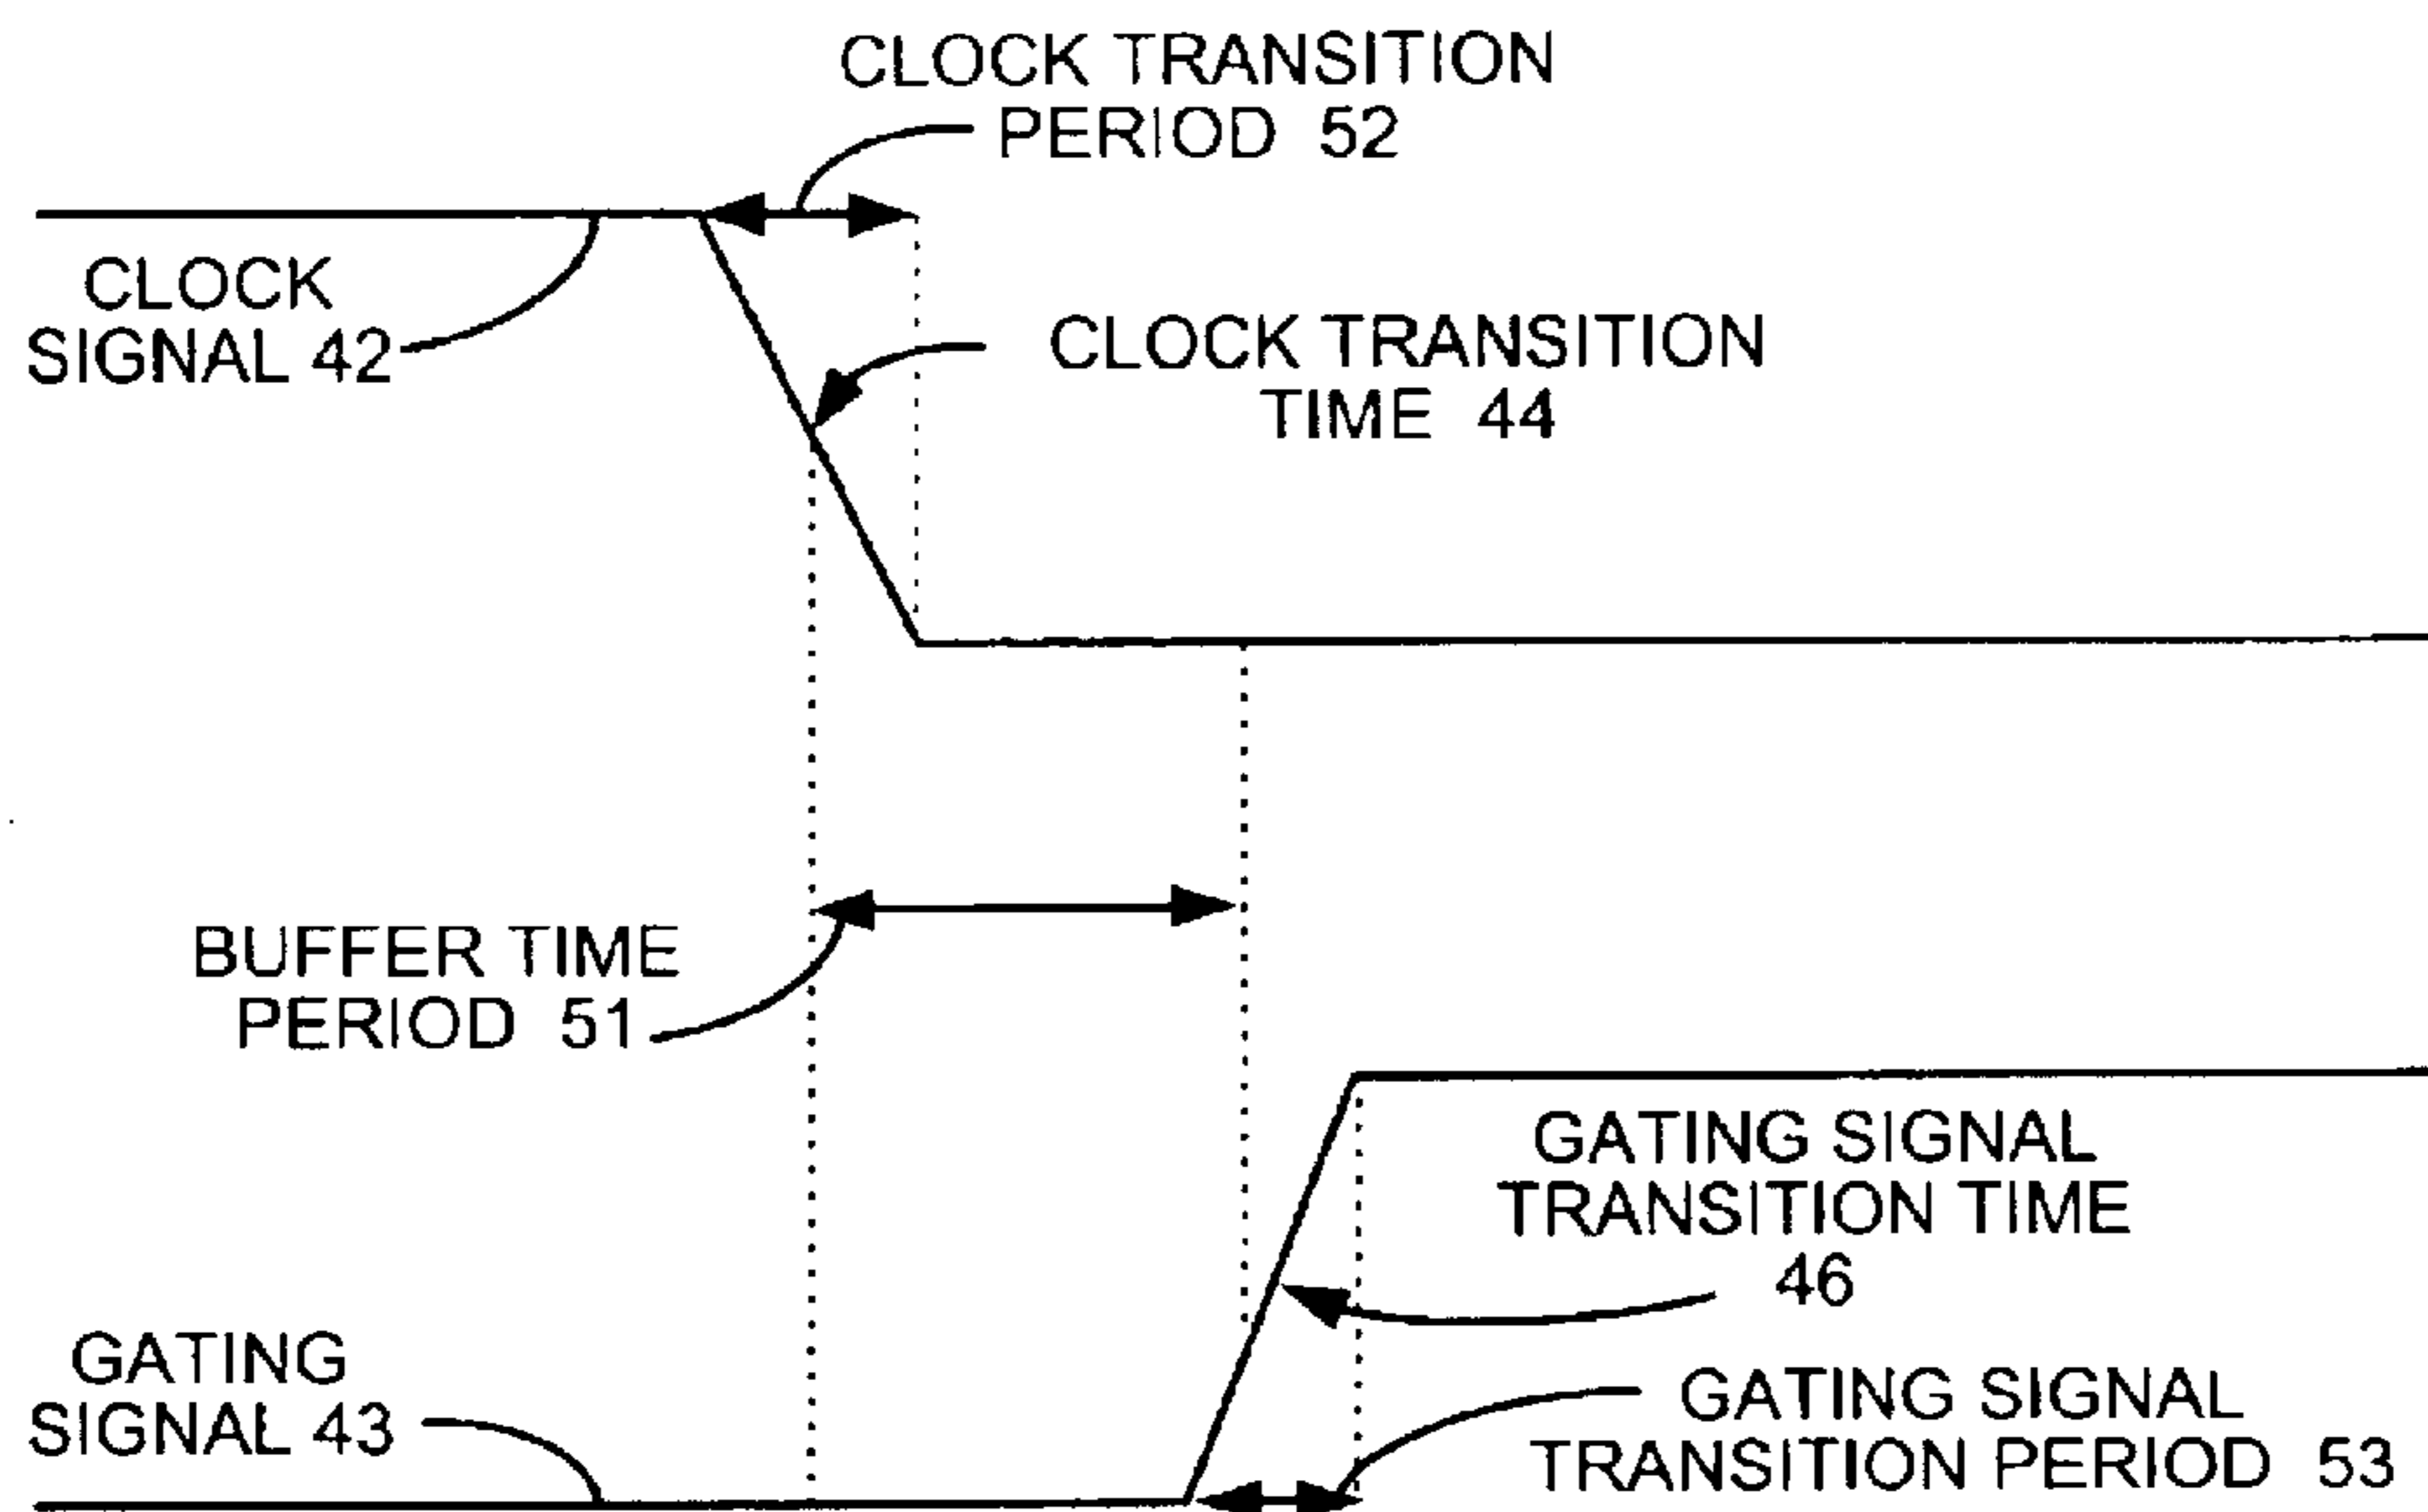 CLOCK TRANSITION
PERIOD 52
CLOCK
SIGNAL 42
CLOCK TRANSITION
TIME 44
BUFFER TIME
PERIOD 51
GATING SIGNAL
TRANSITION TIME
46
GATING
SIGNAL 43
GATING SIGNAL
TRANSITION PERIOD 53